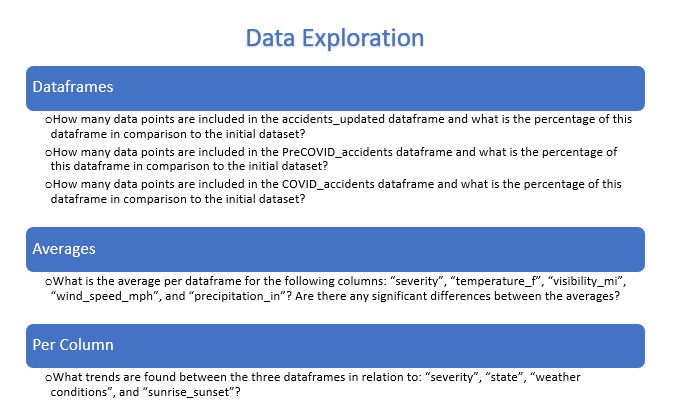 Data Exploration
Dataframes
oHow many data points are included in the accidents_updated dataframe and what is the percentage of this
dataframe in comparison to the initial dataset?
oHow many data points are included in the PreCOVID_accidents dataframe and what is the percentage of
this dataframe in comparison to the initial dataset?
oHow many data points are included in the COVID_accidents dataframe and what is the percentage of this
dataframe in comparison to the initial dataset?
Averages
oWhat is the average per dataframe for the following columns: “severity”, “temperature_f”, “visibility_mi”,
“wind_speed_mph”, and “precipitation_in”? Are there any significant differences between the averages?
Per Column
oWhat trends are found between the three dataframes in relation to: “severity”, “state”, “weather
conditions”, and “sunrise_sunset”?